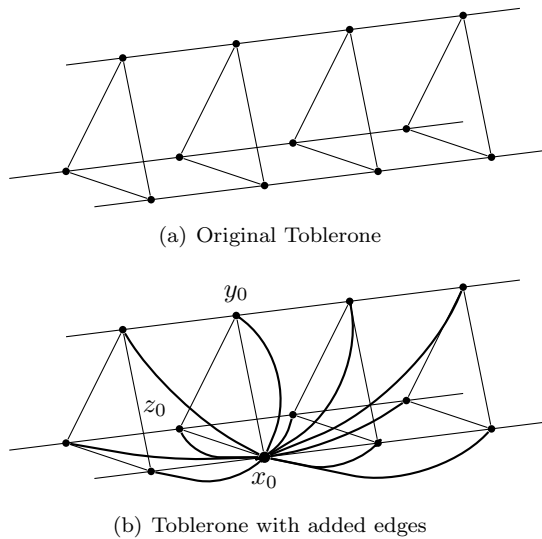 (a) Original Toblerone
y₀
z₀
x₀
(b) Toblerone with added edges